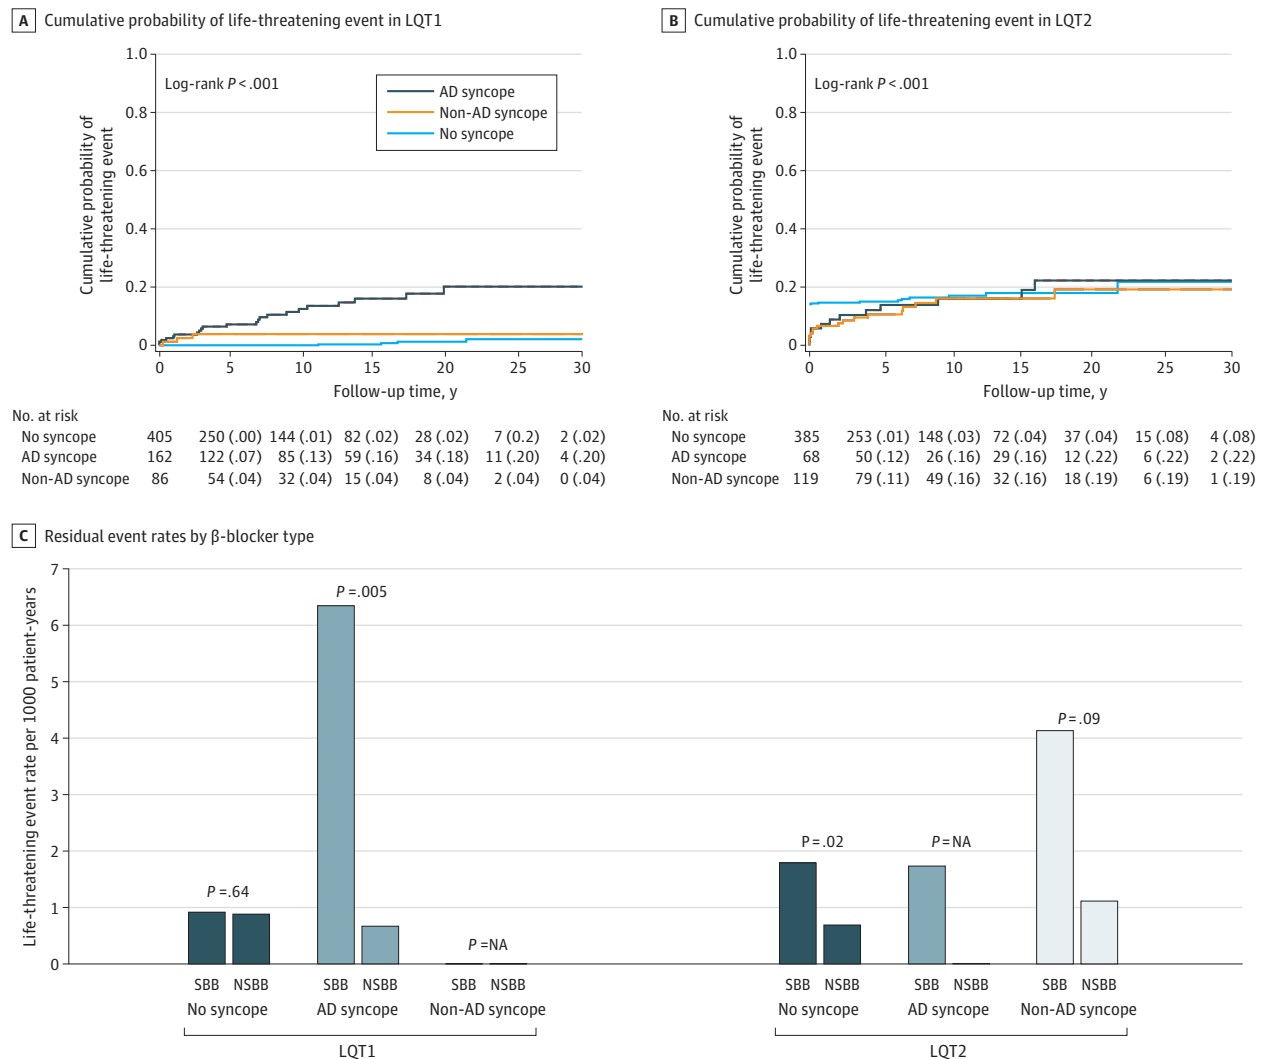 A Cumulative probability of life-threatening event in LQT1
1.0
0.8
0.6
0.4
0.2
0
Cumulative probability of
life-threatening event
Log-rank P < .001
AD syncope
Non-AD syncope
No syncope
0 5 10 15 20 25 30
Follow-up time, y
No. at risk
No syncope 405 250 (.00) 144 (.01) 82 (.02) 28 (.02) 7 (0.2) 2 (.02)
AD syncope 162 122 (.07) 85 (.13) 59 (.16) 34 (.18) 11 (.20) 4 (.20)
Non-AD syncope 86 54 (.04) 32 (.04) 15 (.04) 8 (.04) 2 (.04) 0 (.04)
B Cumulative probability of life-threatening event in LQT2
1.0
0.8
0.6
0.4
0.2
0
Cumulative probability of
life-threatening event
Log-rank P < .001
0 5 10 15 20 25 30
Follow-up time, y
No. at risk
No syncope 385 253 (.01) 148 (.03) 72 (.04) 37 (.04) 15 (.08) 4 (.08)
AD syncope 68 50 (.12) 26 (.16) 29 (.16) 12 (.22) 6 (.22) 2 (.22)
Non-AD syncope 119 79 (.11) 49 (.16) 32 (.16) 18 (.19) 6 (.19) 1 (.19)
C Residual event rates by β-blocker type
7
6
5
4
3
2
1
0
Life-threatening event rate per 1000 patient-years
P =.64
P =.005
P =NA
P =.02
P =NA
P =.09
SBB NSBB SBB NSBB SBB NSBB SBB NSBB SBB NSBB SBB NSBB
No syncope AD syncope Non-AD syncope No syncope AD syncope Non-AD syncope
LQT1 LQT2